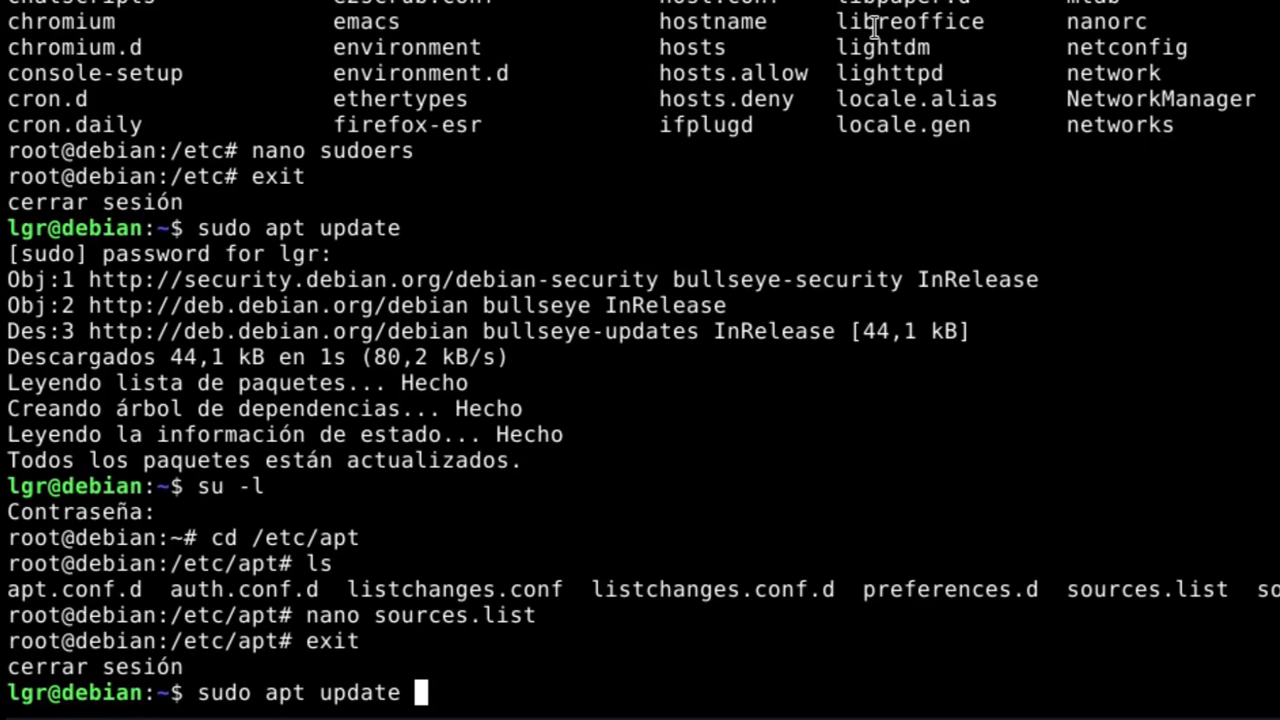 chromium emacs hostname libreoffice nanorc
chromium.d environment hosts lightdm netconfig
console-setup environment.d hosts.allow lighttpd network
cron.d ethertypes hosts.deny locale.alias NetworkManager
cron.daily firefox-esr ifplugd locale.gen networks
root@debian:/etc# nano sudoers
root@debian:/etc# exit
cerrar sesión
lgr@debian:~$ sudo apt update
[sudo] password for lgr:
Obj:1 http://security.debian.org/debian-security bullseye-security InRelease
Obj:2 http://deb.debian.org/debian bullseye InRelease
Des:3 http://deb.debian.org/debian bullseye-updates InRelease [44,1 kB]
Descargados 44,1 kB en 1s (80,2 kB/s)
Leyendo lista de paquetes... Hecho
Creando árbol de dependencias... Hecho
Leyendo la información de estado... Hecho
Todos los paquetes están actualizados.
lgr@debian:~$ su -l
Contraseña:
root@debian:~# cd /etc/apt
root@debian:/etc/apt# ls
apt.conf.d auth.conf.d listchanges.conf listchanges.conf.d preferences.d sources.list so
root@debian:/etc/apt# nano sources.list
root@debian:/etc/apt# exit
cerrar sesión
lgr@debian:~$ sudo apt update